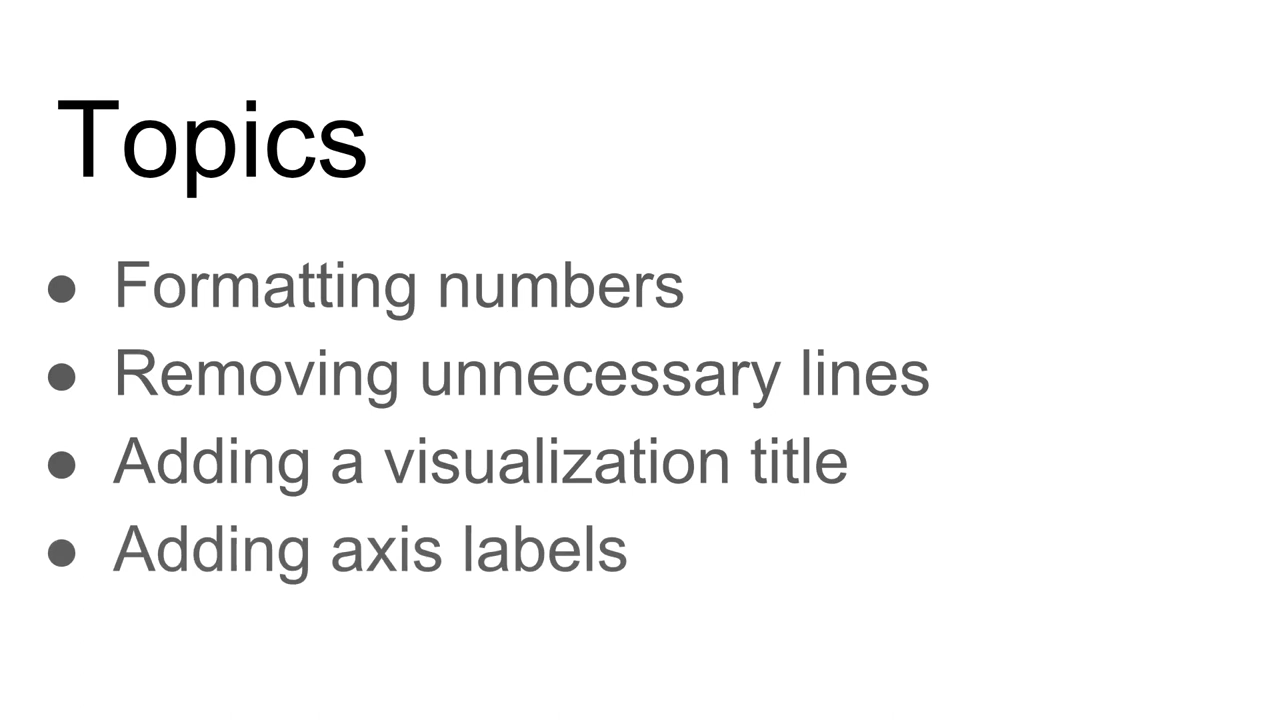 Topics
● Formatting numbers
● Removing unnecessary lines
● Adding a visualization title
● Adding axis labels